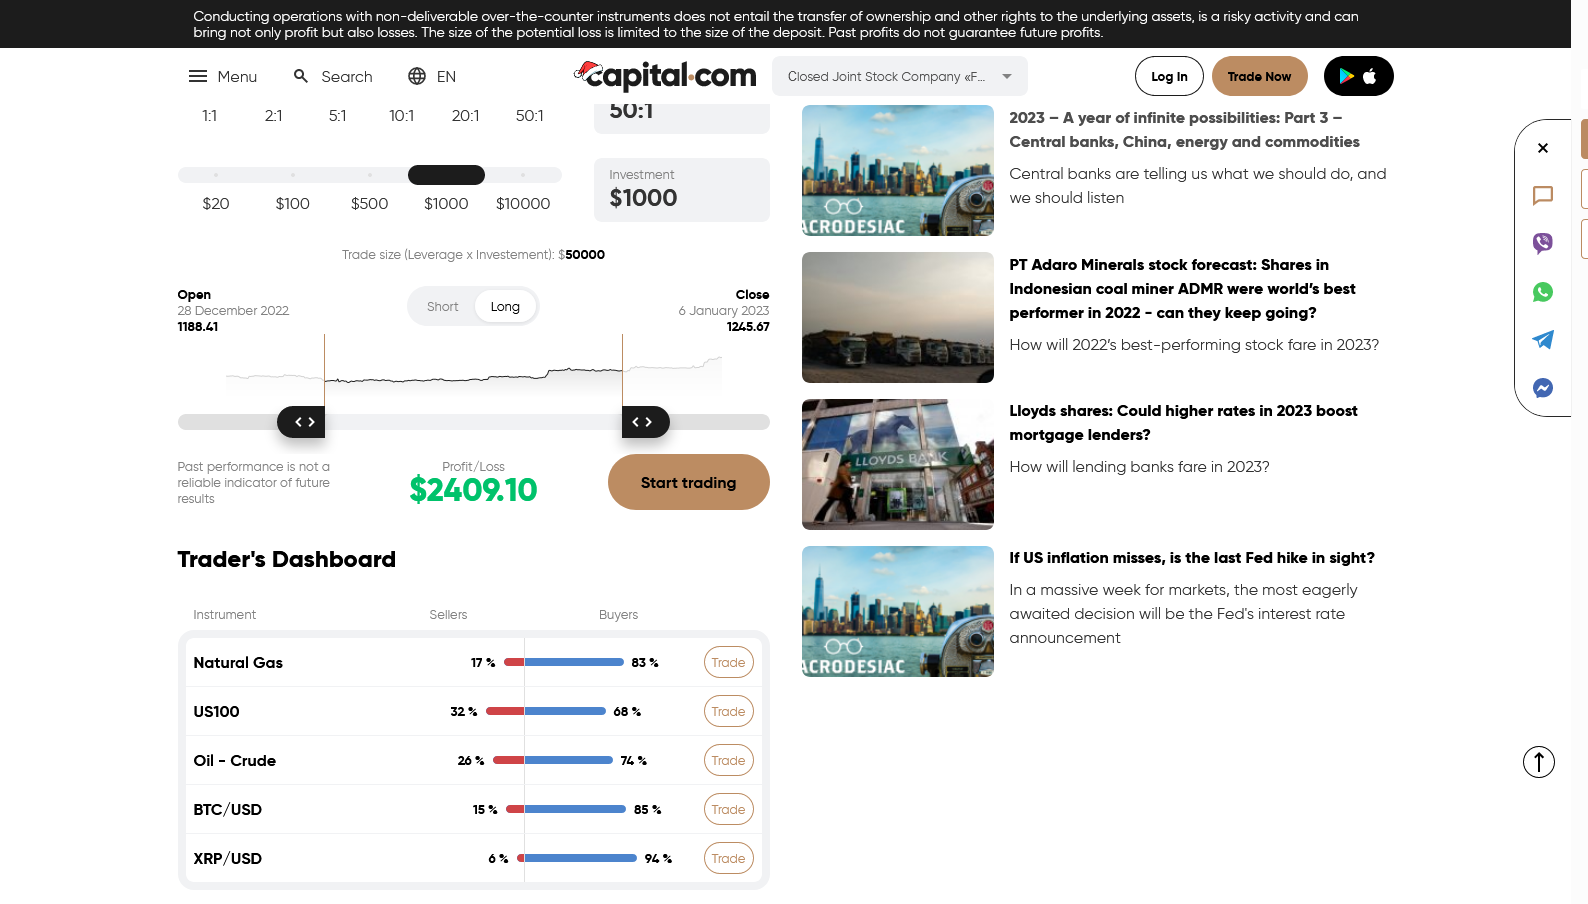 Conducting operations with non-deliverable over-the-counter instruments does not entail the transfer of ownership and other rights to the underlying assets, is a risky activity and can
bring not only profit but also losses. The size of the potential loss is limited to the size of the deposit. Past profits do not guarantee future profits.
Menu
Search
EN
capital.com
Closed Joint Stock Company «F...
Log In
Trade Now
1:1
2:1
5:1
10:1
20:1
50:1
50:1
$20
$100
$500
$1000
$10000
Investment
$1000
Trade size (Leverage x Investement): $50000
Open
28 December 2022
1188.41
Short
Long
Close
6 January 2023
1245.67
Past performance is not a
reliable indicator of future
results
Profit/Loss
$2409.10
Start trading
Trader's Dashboard
Instrument
Sellers
Buyers
Natural Gas
17 %
83 %
Trade
US100
32 %
68 %
Trade
Oil - Crude
26 %
74 %
Trade
BTC/USD
15 %
85 %
Trade
XRP/USD
6 %
94 %
Trade
ACRODESIAC
2023 – A year of infinite possibilities: Part 3 –
Central banks, China, energy and commodities
Central banks are telling us what we should do, and
we should listen
PT Adaro Minerals stock forecast: Shares in
Indonesian coal miner ADMR were world’s best
performer in 2022 - can they keep going?
How will 2022’s best-performing stock fare in 2023?
LLOYDS BANK
Lloyds shares: Could higher rates in 2023 boost
mortgage lenders?
How will lending banks fare in 2023?
ACRODESIAC
If US inflation misses, is the last Fed hike in sight?
In a massive week for markets, the most eagerly
awaited decision will be the Fed's interest rate
announcement